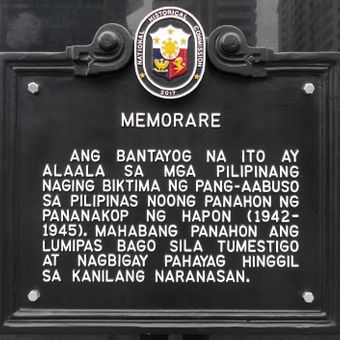 NATIONAL HISTORICAL COMMISSION
2017
MEMORARE
ANG BANTAYOG NA ITO AY
ALAALA SA MGA PILIPINANG
NAGING BIKTIMA NG PANG-AABUSO
SA PILIPINAS NOONG PANAHON NG
PANANAKOP NG HAPON (1942-
1945). MAHABANG PANAHON ANG
LUMIPAS BAGO SILA TUMESTIGO
AT NAGBIGAY PAHAYAG HINGGIL
SA KANILANG NARANASAN.